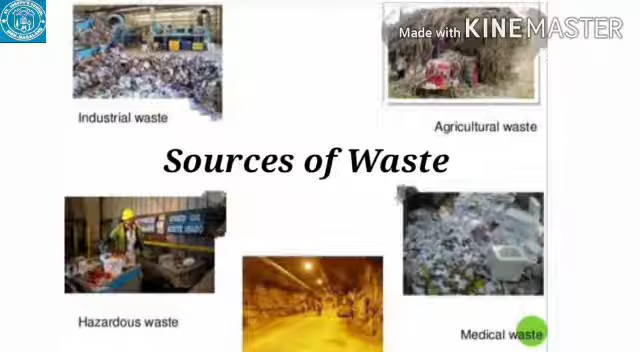 Made with KINEMASTER
Industrial waste
Agricultural waste
Sources of Waste
Hazardous waste
Medical waste